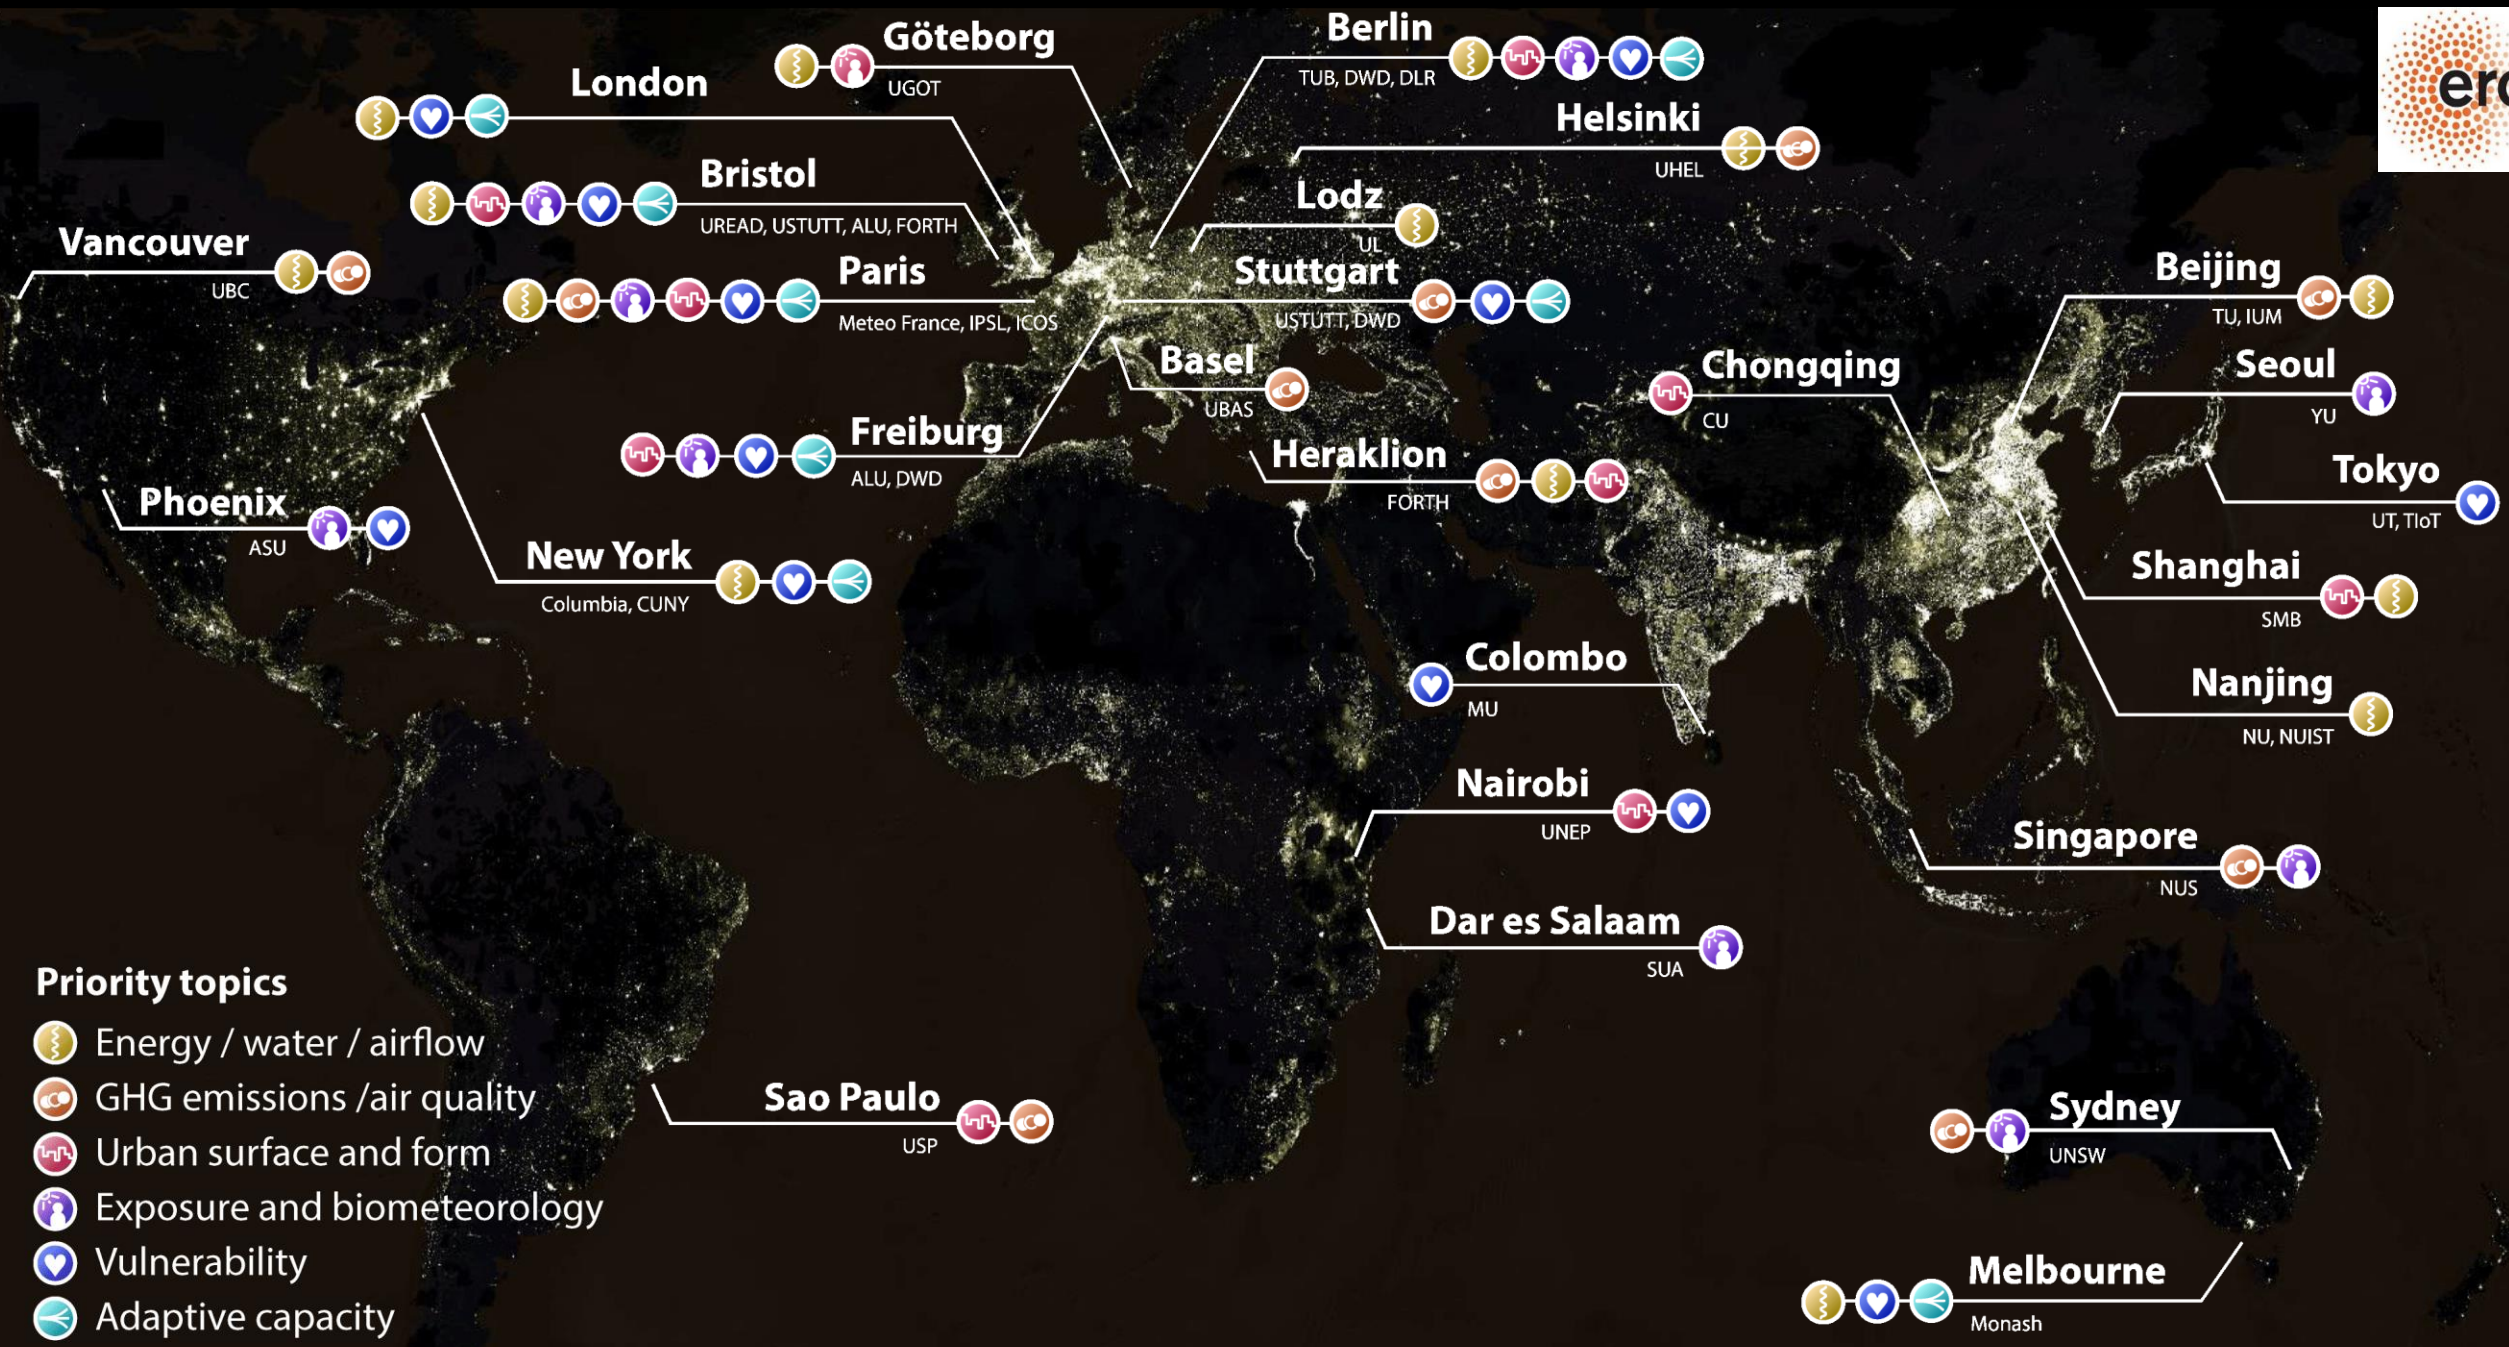 Göteborg
UGOT
Berlin
TUB, DWD, DLR
London
Helsinki
UHEL
Bristol
UREAD, USTUTT, ALU, FORTH
Lodz
UL
Vancouver
UBC
Paris
Meteo France, IPSL, ICOS
Stuttgart
USTUTT, DWD
Beijing
TU, IUM
Basel
UBAS
Chongqing
CU
Seoul
YU
Freiburg
ALU, DWD
Heraklion
FORTH
Tokyo
UT, TIoT
Phoenix
ASU
New York
Columbia, CUNY
Shanghai
SMB
Colombo
MU
Nanjing
NU, NUIST
Nairobi
UNEP
Singapore
NUS
Dar es Salaam
SUA
Sao Paulo
USP
Sydney
UNSW
Melbourne
Monash
Priority topics
Energy / water / airflow
GHG emissions /air quality
Urban surface and form
Exposure and biometeorology
Vulnerability
Adaptive capacity